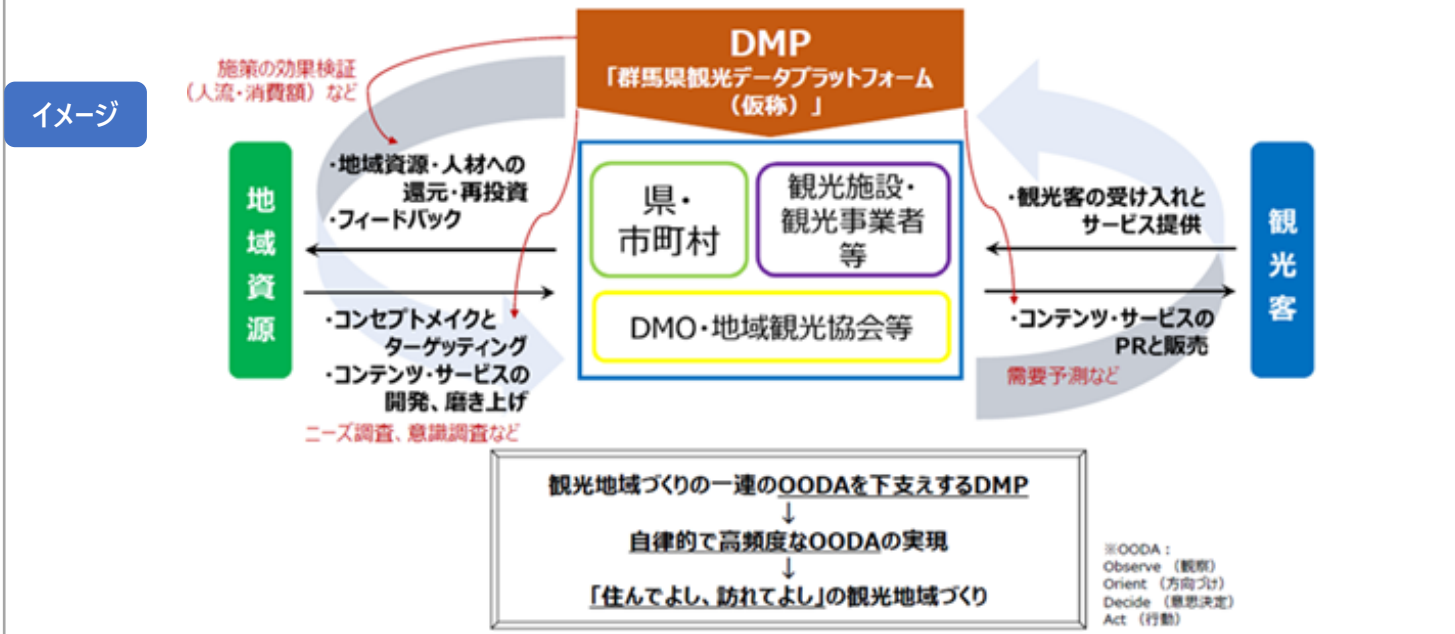 DMP
「群馬県観光データプラットフォーム
（仮称）」
施策の効果検証
（人流・消費額）など
イメージ
地域資源
・地域資源・人材への
還元・再投資
・フィードバック
・コンセプトメイクと
ターゲッティング
・コンテンツ・サービスの
開発、磨き上げ
ニーズ調査、意識調査など
県・
市町村
観光施設・
観光事業者
等
DMO・地域観光協会等
・観光客の受け入れと
サービス提供
・コンテンツ・サービスの
PRと販売
需要予測など
観光客
観光地域づくりの一連のOODAを下支えするDMP
↓
自律的で高頻度なOODAの実現
↓
「住んでよし、訪れてよし」の観光地域づくり
※OODA：
Observe （観察）
Orient （方向づけ）
Decide （意思決定）
Act （行動）